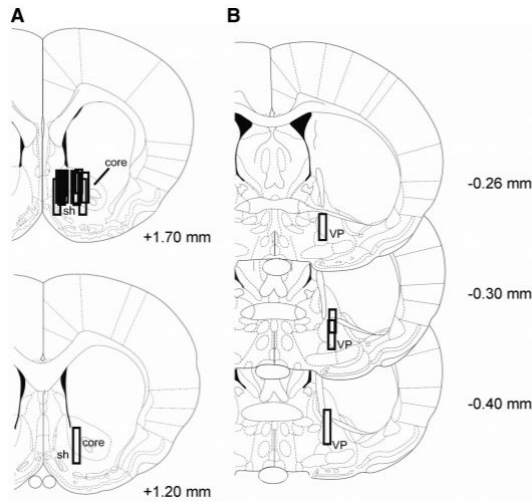 A
core
sh
+1.70 mm
core
sh
+1.20 mm
B
-0.26 mm
VP
-0.30 mm
VP
-0.40 mm
VP